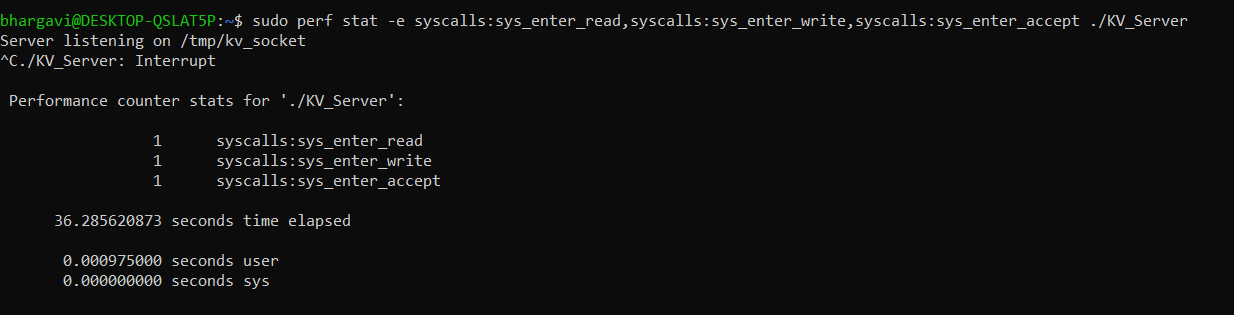 bhargavi@DESKTOP-QSLAT5P:~$ sudo perf stat -e syscalls:sys_enter_read,syscalls:sys_enter_write,syscalls:sys_enter_accept ./KV_Server
Server listening on /tmp/kv_socket
^C./KV_Server: Interrupt
Performance counter stats for './KV_Server':
1 syscalls:sys_enter_read
1 syscalls:sys_enter_write
1 syscalls:sys_enter_accept
36.285620873 seconds time elapsed
0.000975000 seconds user
0.000000000 seconds sys